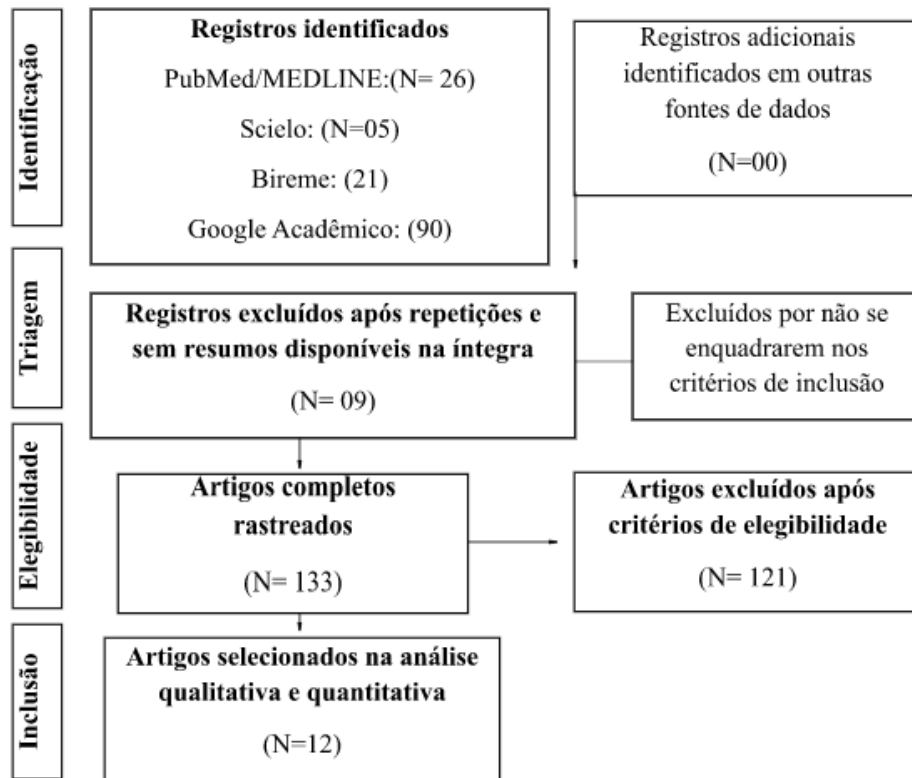 Identificação
Registros identificados
PubMed/MEDLINE:(N= 26)
Scielo: (N=05)
Bireme: (21)
Google Acadêmico: (90)
Registros adicionais
identificados em outras
fontes de dados
(N=00)
Triagem
Registros excluídos após repetições e
sem resumos disponíveis na íntegra
(N= 09)
Excluídos por não se
enquadrarem nos
critérios de inclusão
Elegibilidade
Artigos completos
rastreados
(N= 133)
Artigos excluídos após
critérios de elegibilidade
(N= 121)
Inclusão
Artigos selecionados na análise
qualitativa e quantitativa
(N=12)